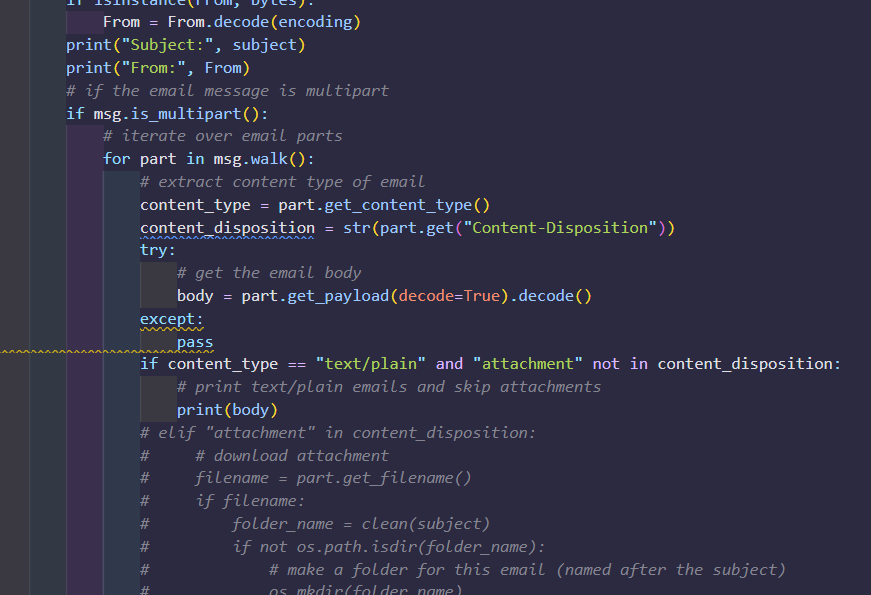 if isinstance(From, bytes):
From = From.decode(encoding)
print("Subject:", subject)
print("From:", From)
# if the email message is multipart
if msg.is_multipart():
# iterate over email parts
for part in msg.walk():
# extract content type of email
content_type = part.get_content_type()
content_disposition = str(part.get("Content-Disposition"))
try:
# get the email body
body = part.get_payload(decode=True).decode()
except:
pass
if content_type == "text/plain" and "attachment" not in content_disposition:
# print text/plain emails and skip attachments
print(body)
# elif "attachment" in content_disposition:
#     # download attachment
#     filename = part.get_filename()
#     if filename:
#         folder_name = clean(subject)
#         if not os.path.isdir(folder_name):
#             # make a folder for this email (named after the subject)
#             os.mkdir(folder_name)